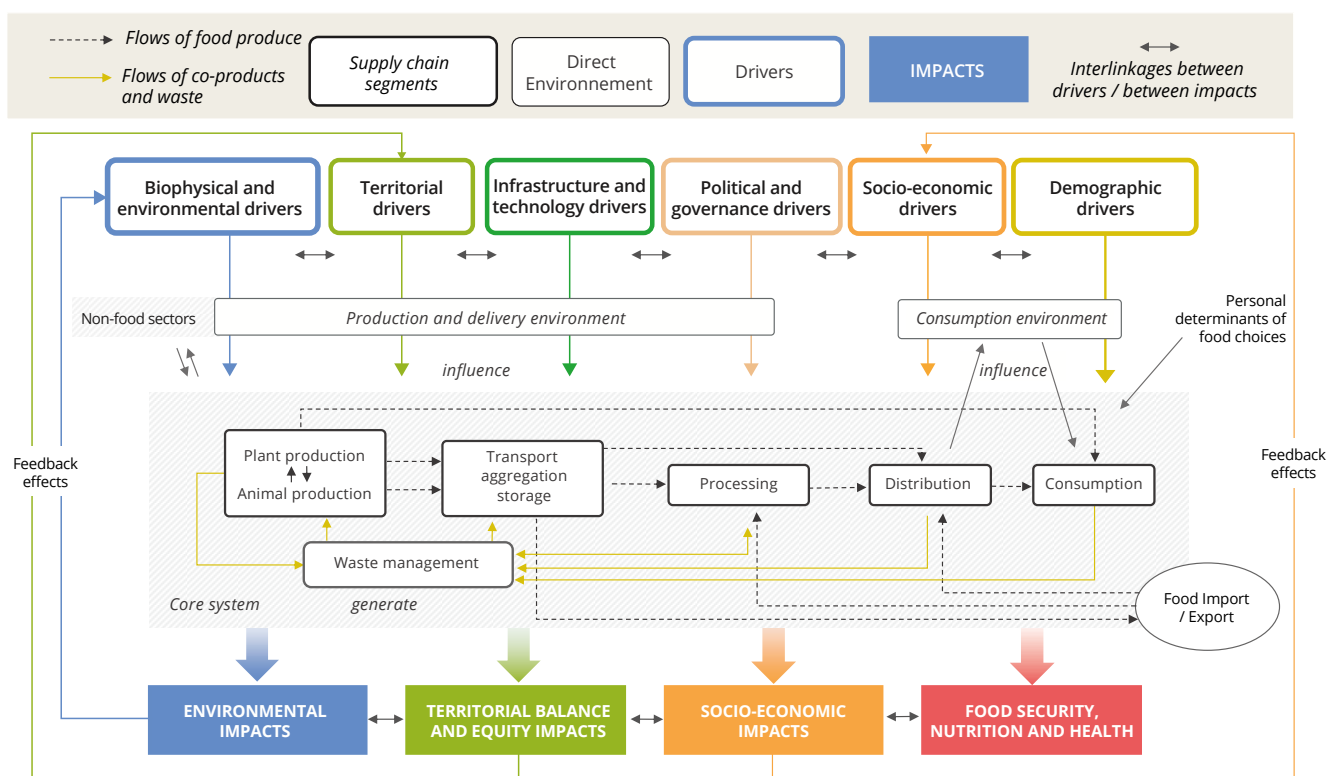 Flows of food produce
Flows of co-products
and waste
Supply chain
segments
Direct
Environnement
Drivers
IMPACTS
Interlinkages between
drivers / between impacts
Biophysical and
environmental drivers
Territorial
drivers
Infrastructure and
technology drivers
Political and
governance drivers
Socio-economic
drivers
Demographic
drivers
Non-food sectors
Production and delivery environment
Consumption environment
Personal
determinants of
food choices
influence
influence
Feedback
effects
Plant production
Animal production
Transport
aggregation
storage
Processing
Distribution
Consumption
Feedback
effects
Waste management
Core system
generate
Food Import
/ Export
ENVIRONMENTAL
IMPACTS
TERRITORIAL BALANCE
AND EQUITY IMPACTS
SOCIO-ECONOMIC
IMPACTS
FOOD SECURITY,
NUTRITION AND HEALTH